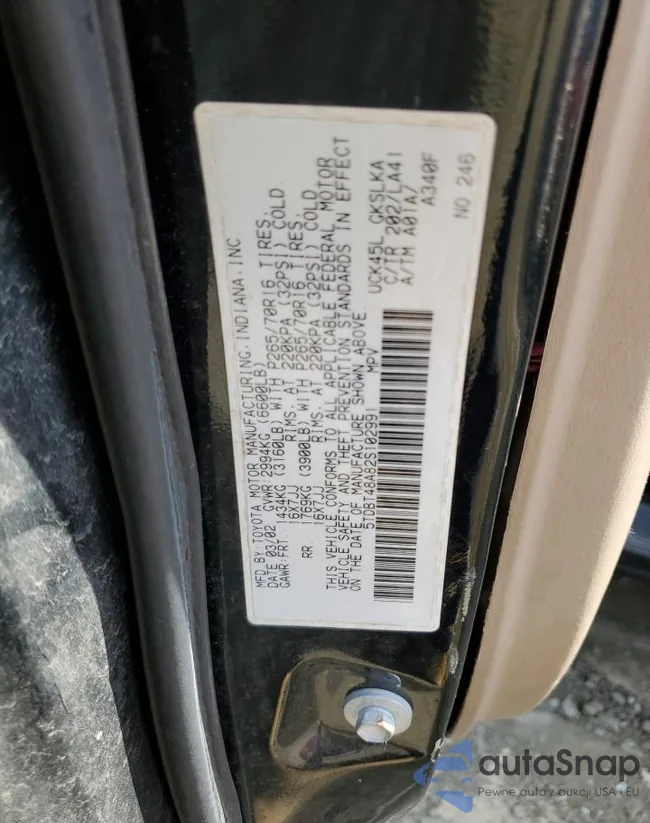 MFD BY:TOYOTA MOTOR MANUFACTURING,INDIANA,INC
DATE 03/02 GVWR 2994KG (6600LB)
GAWR-FRT 1434KG (3160LB) WITH P265/70R16 TIRES,
16X7JJ RIMS, AT 220KPA (32PSI) COLD
RR 1769KG (3900LB) WITH P265/70R16 TIRES,
16X7JJ RIMS, AT 220KPA (32PSI) COLD
THIS VEHICLE CONFORMS TO ALL APPLICABLE FEDERAL MOTOR
VEHICLE SAFETY AND THEFT PREVENTION STANDARDS IN EFFECT
ON THE DATE OF MANUFACTURE SHOWN ABOVE.
5TDBT48A82S102991 MPV
UCK45L GKSLKA
C/TR 202/LA41
A/TM A01A/
A340F
NO 246
autaSnap
Pewne auta z aukcji USA i EU